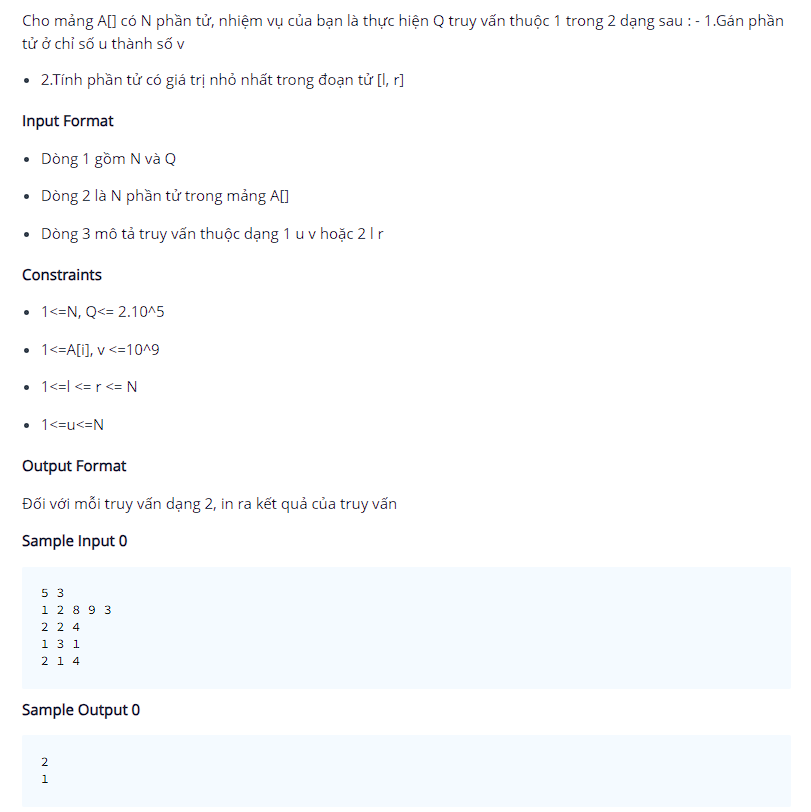 Cho mảng A[] có N phần tử, nhiệm vụ của bạn là thực hiện Q truy vấn thuộc 1 trong 2 dạng sau : - 1.Gán phần
tử ở chỉ số u thành số v
• 2.Tính phần tử có giá trị nhỏ nhất trong đoạn tử [l, r]
Input Format
• Dòng 1 gồm N và Q
• Dòng 2 là N phần tử trong mảng A[]
• Dòng 3 mô tả truy vấn thuộc dạng 1 u v hoặc 2 l r
Constraints
• 1<=N, Q<= 2.10^5
• 1<=A[i], v <=10^9
• 1<=l <= r <= N
• 1<=u<=N
Output Format
Đối với mỗi truy vấn dạng 2, in ra kết quả của truy vấn
Sample Input 0
5 3
1 2 8 9 3
2 2 4
1 3 1
2 1 4
Sample Output 0
2
1